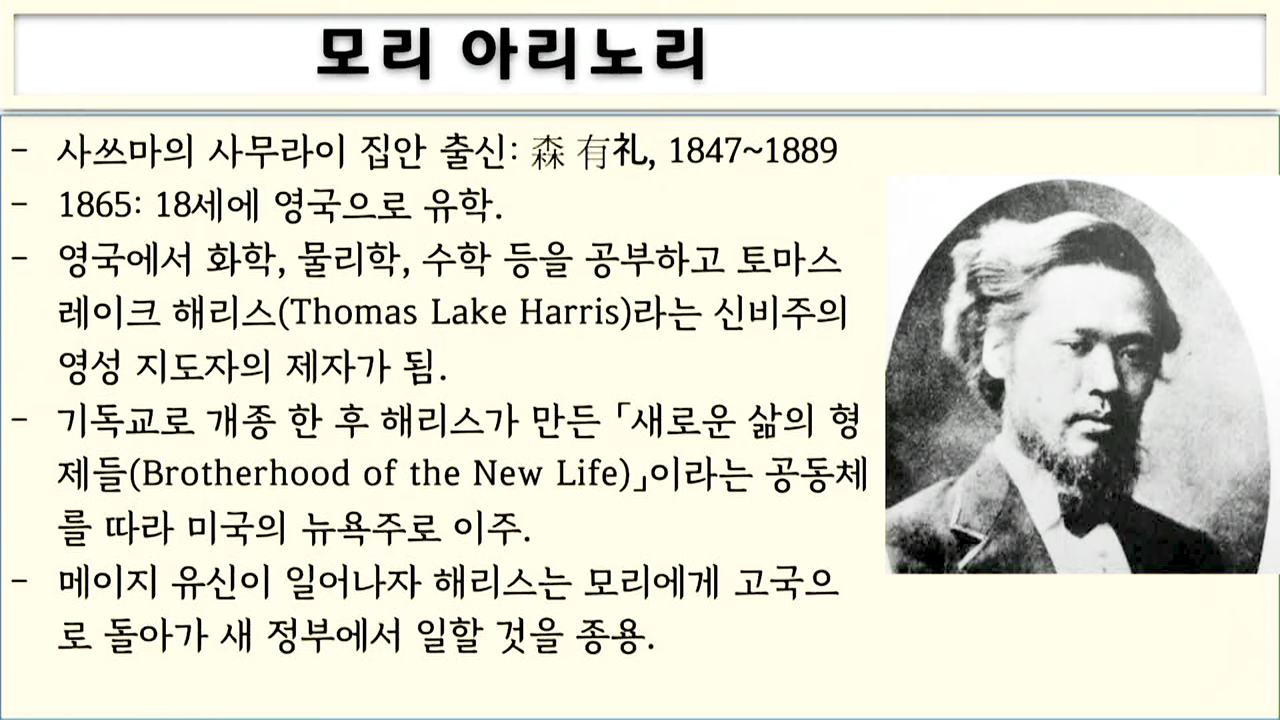 모리 아리노리
- 사쓰마의 사무라이 집안 출신: 森 有礼, 1847~1889
- 1865: 18세에 영국으로 유학.
- 영국에서 화학, 물리학, 수학 등을 공부하고 토마스
레이크 해리스(Thomas Lake Harris)라는 신비주의
영성 지도자의 제자가 됨.
- 기독교로 개종 한 후 해리스가 만든 「새로운 삶의 형
제들(Brotherhood of the New Life)」이라는 공동체
를 따라 미국의 뉴욕주로 이주.
- 메이지 유신이 일어나자 해리스는 모리에게 고국으
로 돌아가 새 정부에서 일할 것을 종용.